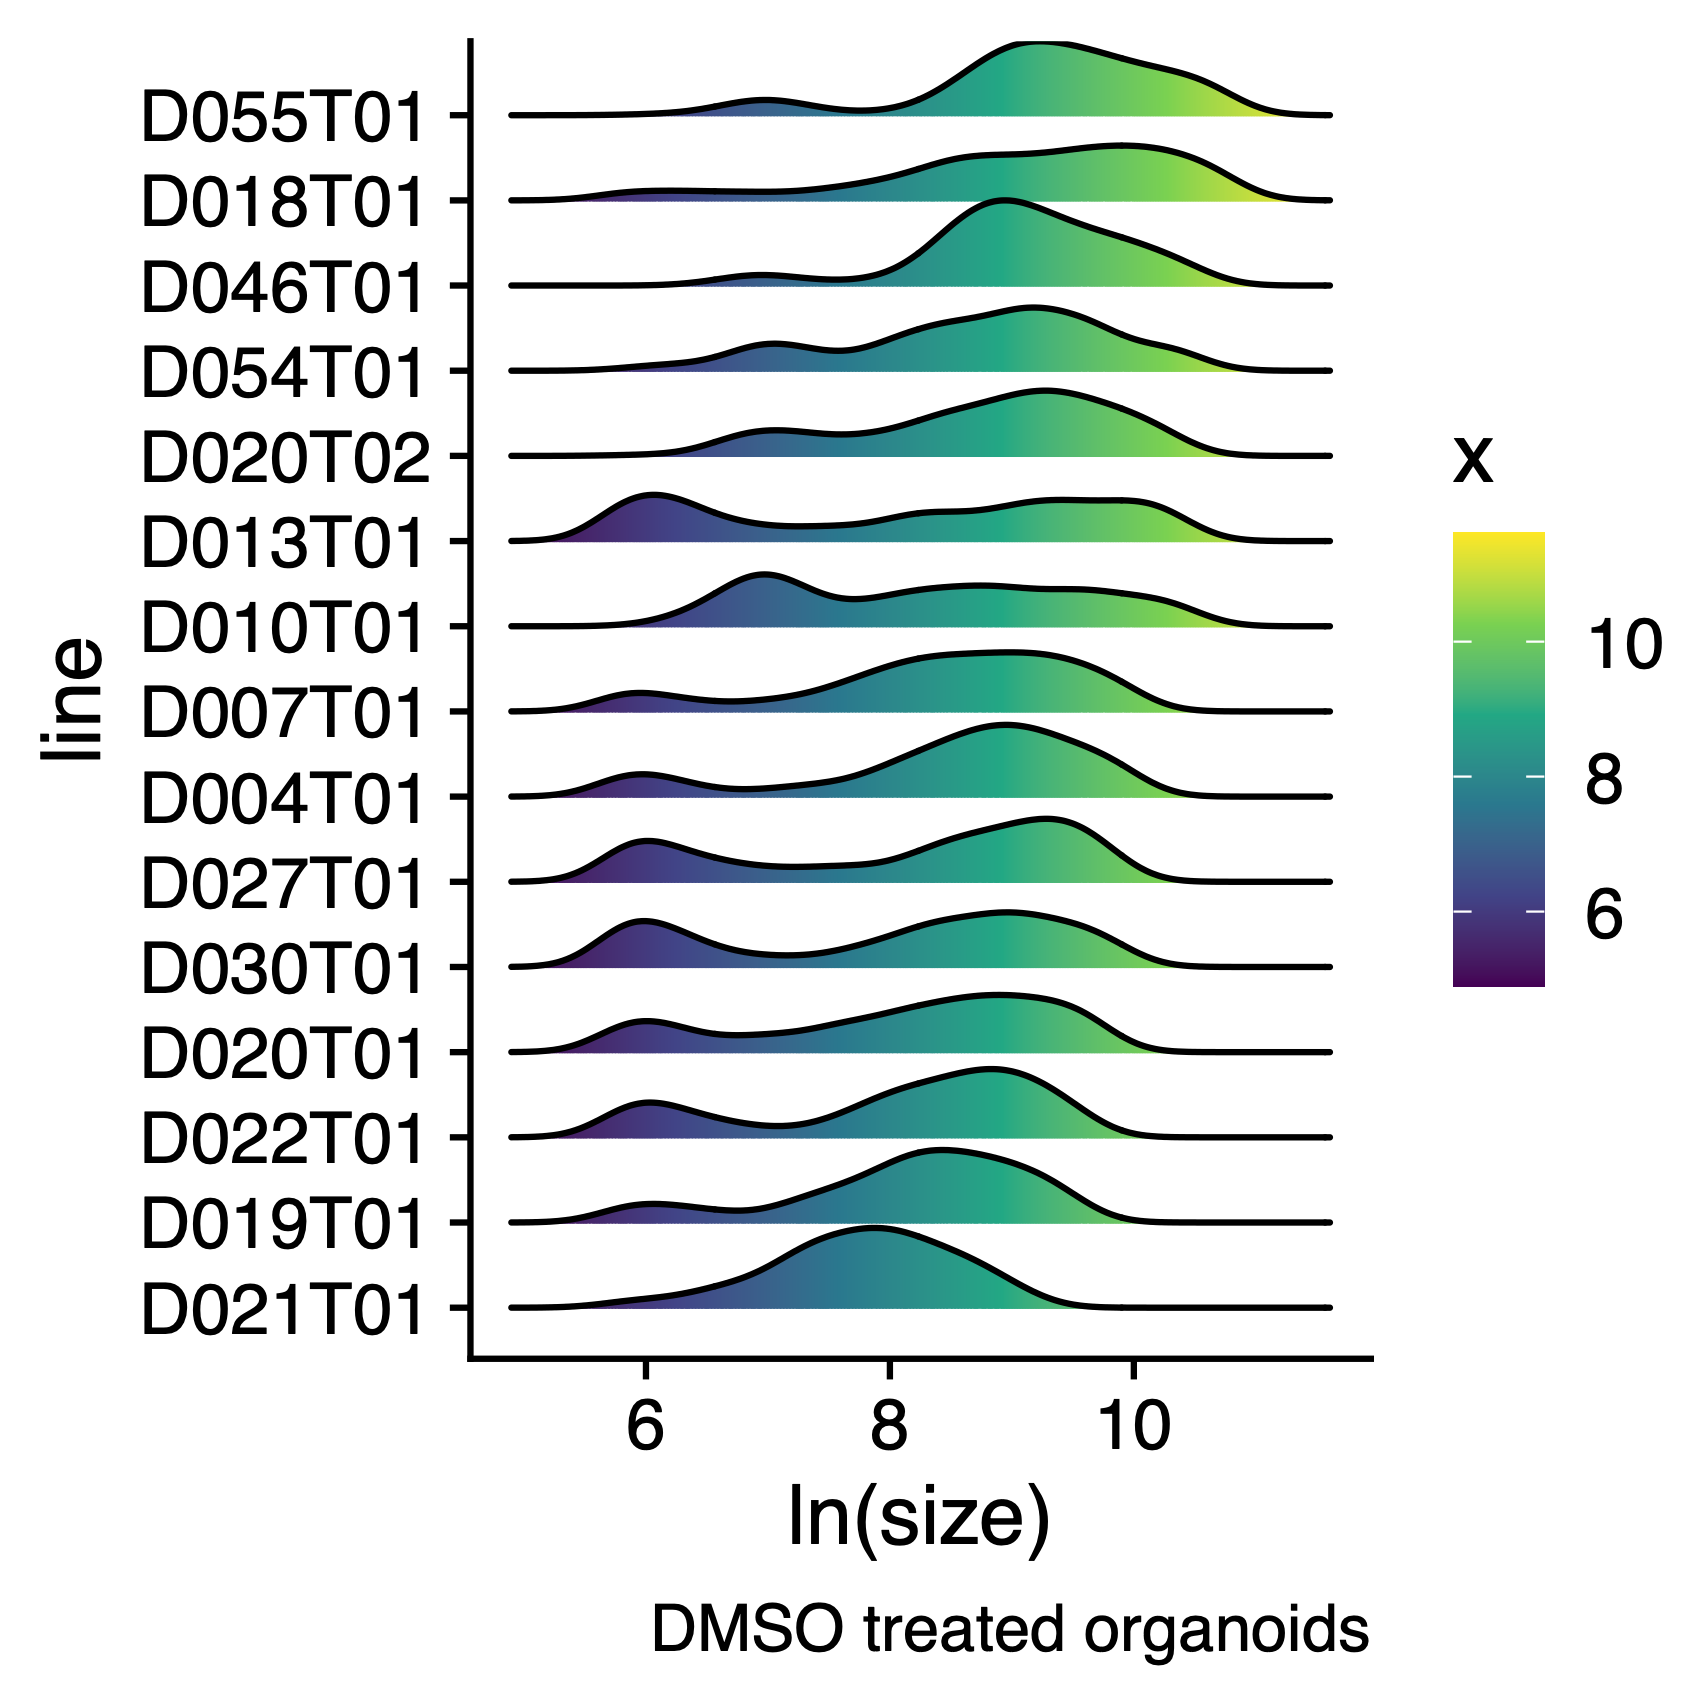 D055T01
D018T01
D046T01
D054T01
D020T02
D013T01
D010T01
D007T01
D004T01
D027T01
D030T01
D020T01
D022T01
D019T01
D021T01
line
6 8 10
ln(size)
DMSO treated organoids
x
10
8
6